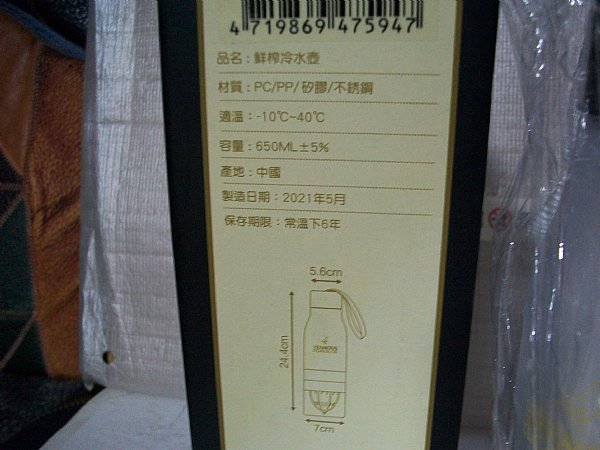 4 719869 475947
品名：鮮榨冷水壺
材質：PC/PP/矽膠/不銹鋼
適溫：-10℃~40℃
容量：650ML±5%
產地：中國
製造日期：2021年5月
保存期限：常溫下6年
5.6cm
24.4cm
7cm